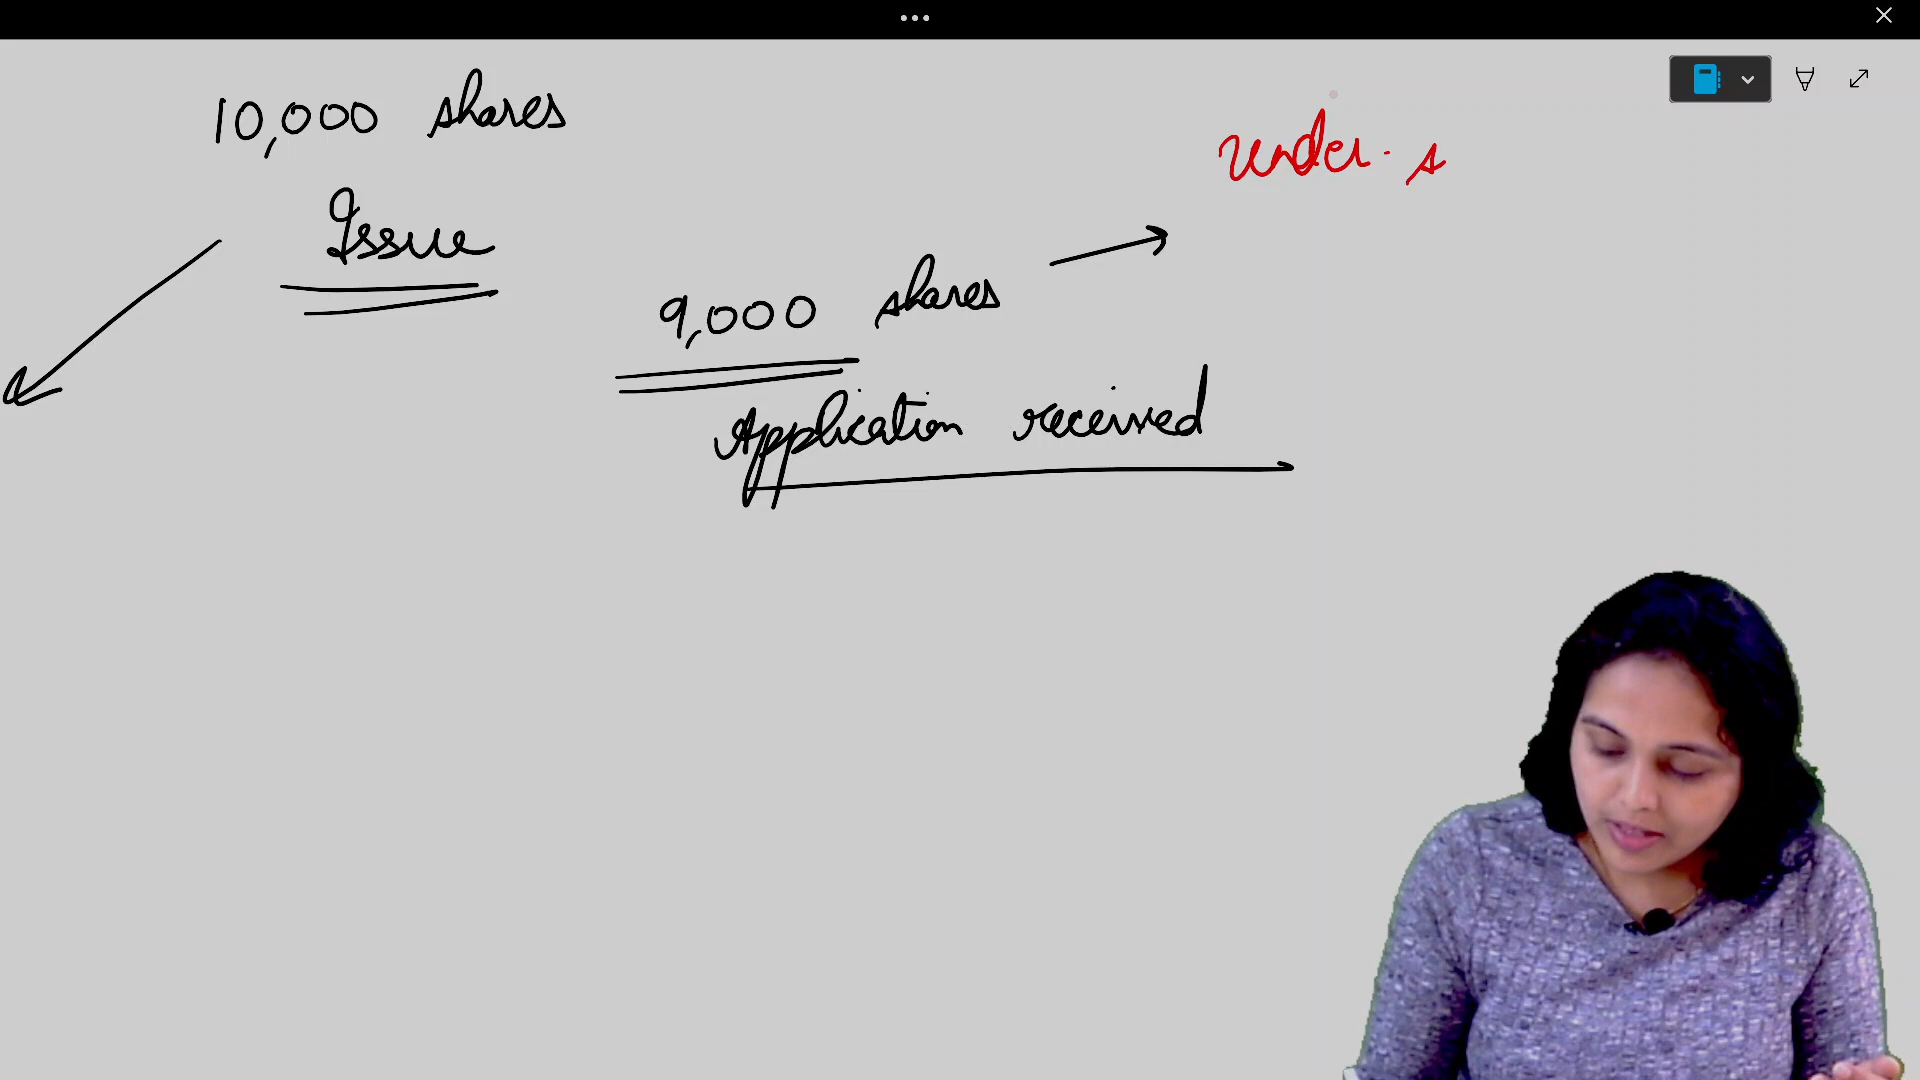 10,000 shares
Issue
under-s
9,000 shares
Application received